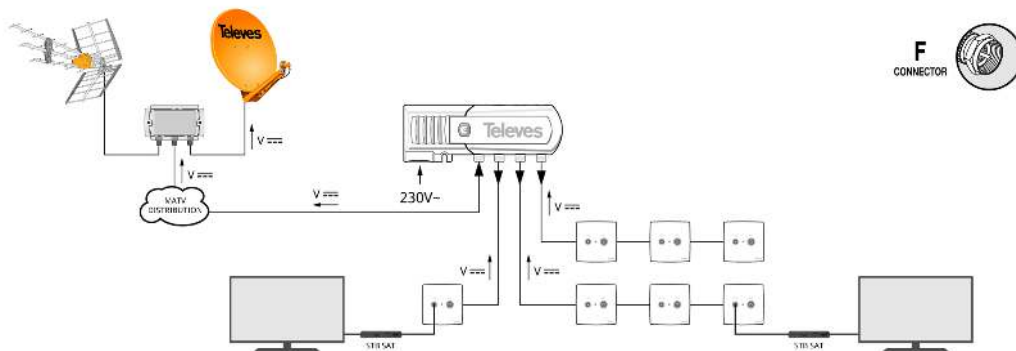 Televes
F
CONNECTOR
V
Televes
V
V
230V~
V
MATV
DISTRIBUTION
V
V
STB SAT
STB SAT